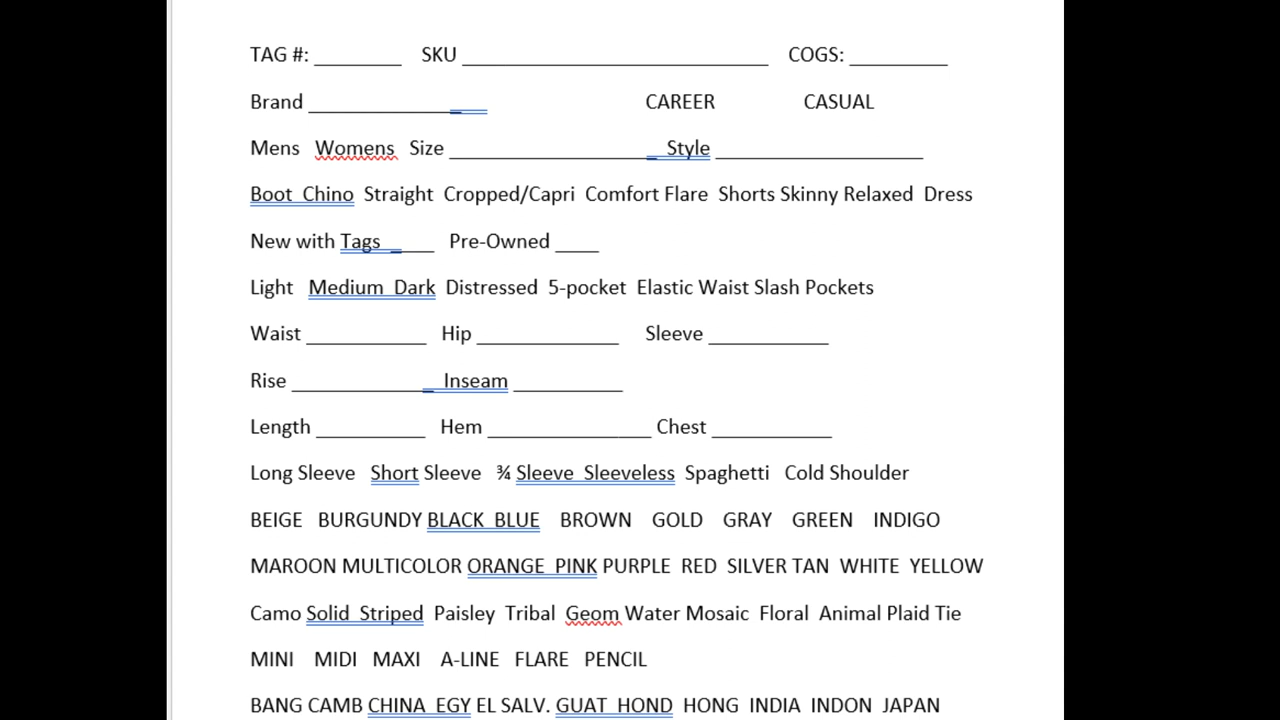 TAG #: ________ SKU ____________________________ COGS: _________
Brand _________________ CAREER CASUAL
Mens Womens Size ___________________ Style ___________________
Boot Chino Straight Cropped/Capri Comfort Flare Shorts Skinny Relaxed Dress
New with Tags ____ Pre-Owned ____
Light Medium Dark Distressed 5-pocket Elastic Waist Slash Pockets
Waist ___________ Hip _____________ Sleeve ___________
Rise _____________ Inseam __________
Length __________ Hem _______________ Chest ___________
Long Sleeve Short Sleeve ¾ Sleeve Sleeveless Spaghetti Cold Shoulder
BEIGE BURGUNDY BLACK BLUE BROWN GOLD GRAY GREEN INDIGO
MAROON MULTICOLOR ORANGE PINK PURPLE RED SILVER TAN WHITE YELLOW
Camo Solid Striped Paisley Tribal Geom Water Mosaic Floral Animal Plaid Tie
MINI MIDI MAXI A-LINE FLARE PENCIL
BANG CAMB CHINA EGY EL SALV. GUAT HOND HONG INDIA INDON JAPAN